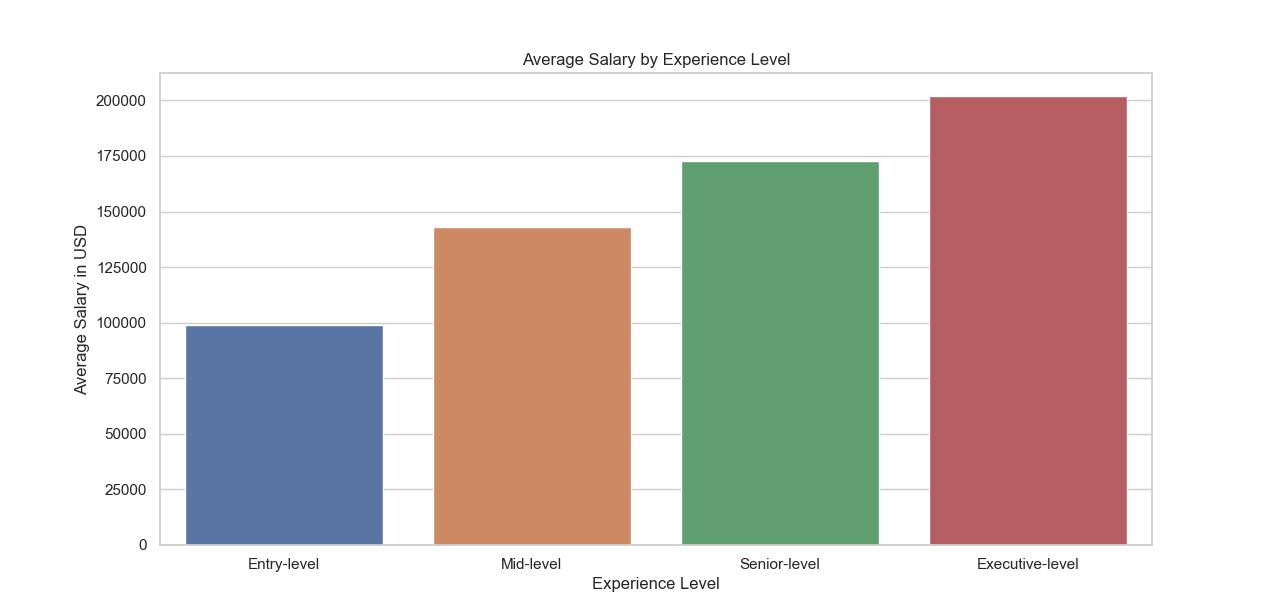 Average Salary by Experience Level
200000
175000
150000
125000
100000
75000
50000
25000
0
Average Salary in USD
Entry-level
Mid-level
Senior-level
Executive-level
Experience Level